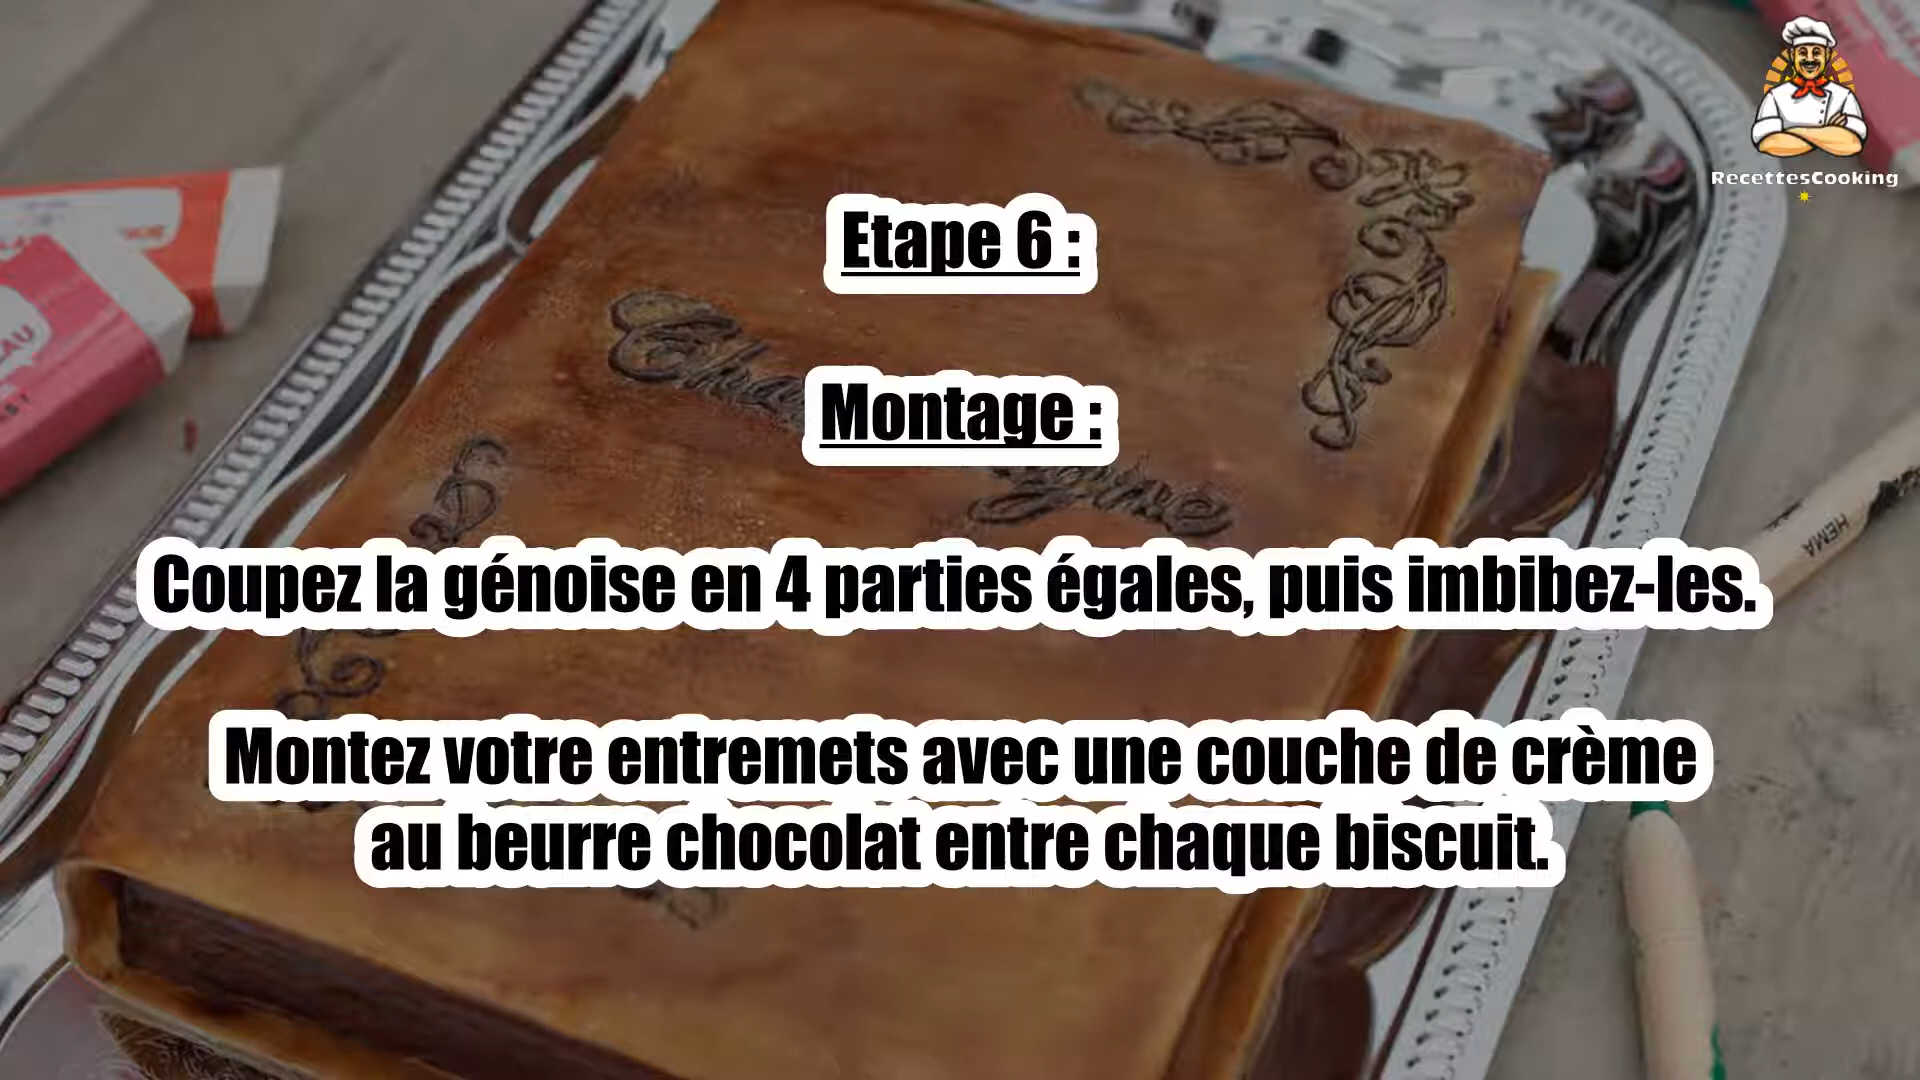 RecettesCooking
Etape 6 :
Montage :
Coupez la génoise en 4 parties égales, puis imbibez-les.
Montez votre entremets avec une couche de crème
au beurre chocolat entre chaque biscuit.
HEMA